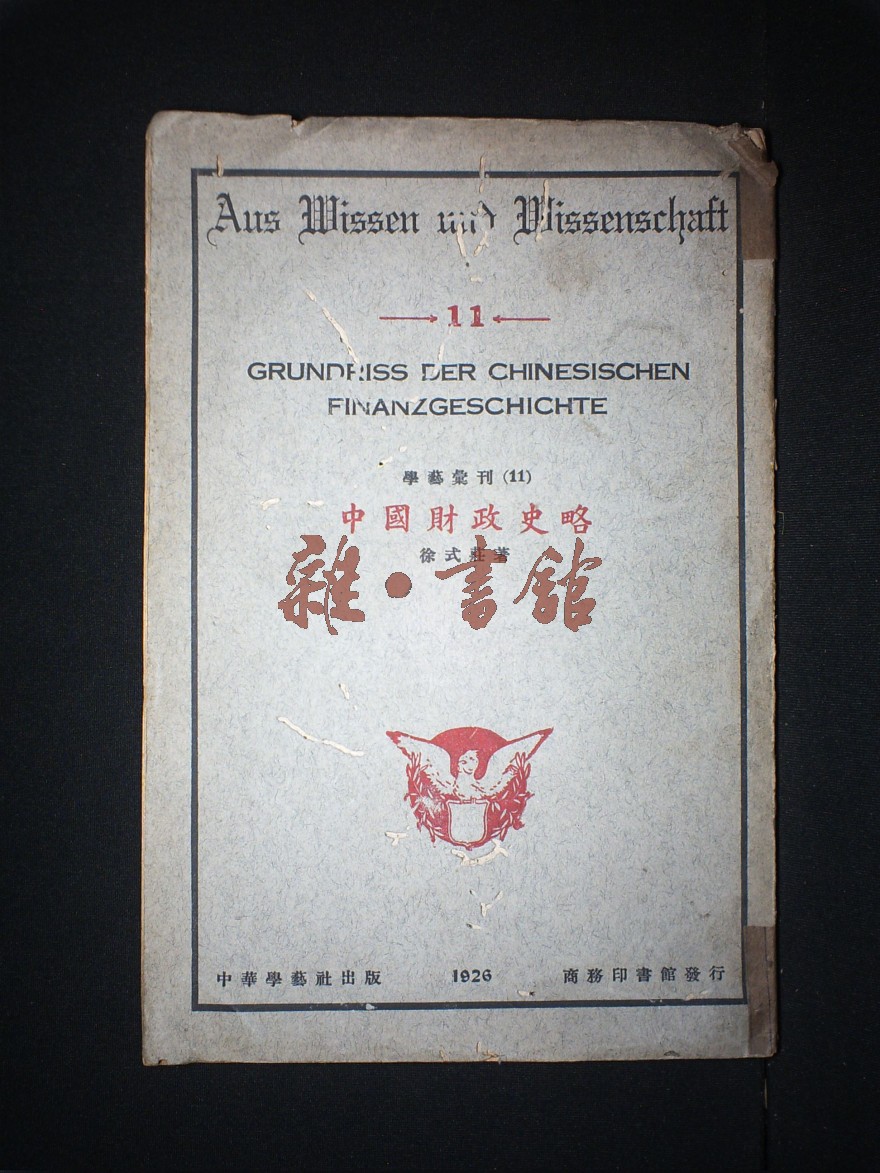 Aus Wissen und Wissenschaft
11
GRUNDRISS DER CHINESISCHEN
FINANZGESCHICHTE
學藝彙刊(11)
中國財政史略
徐式莊著
雜·書館
中華學藝社出版 1926 商務印書館發行